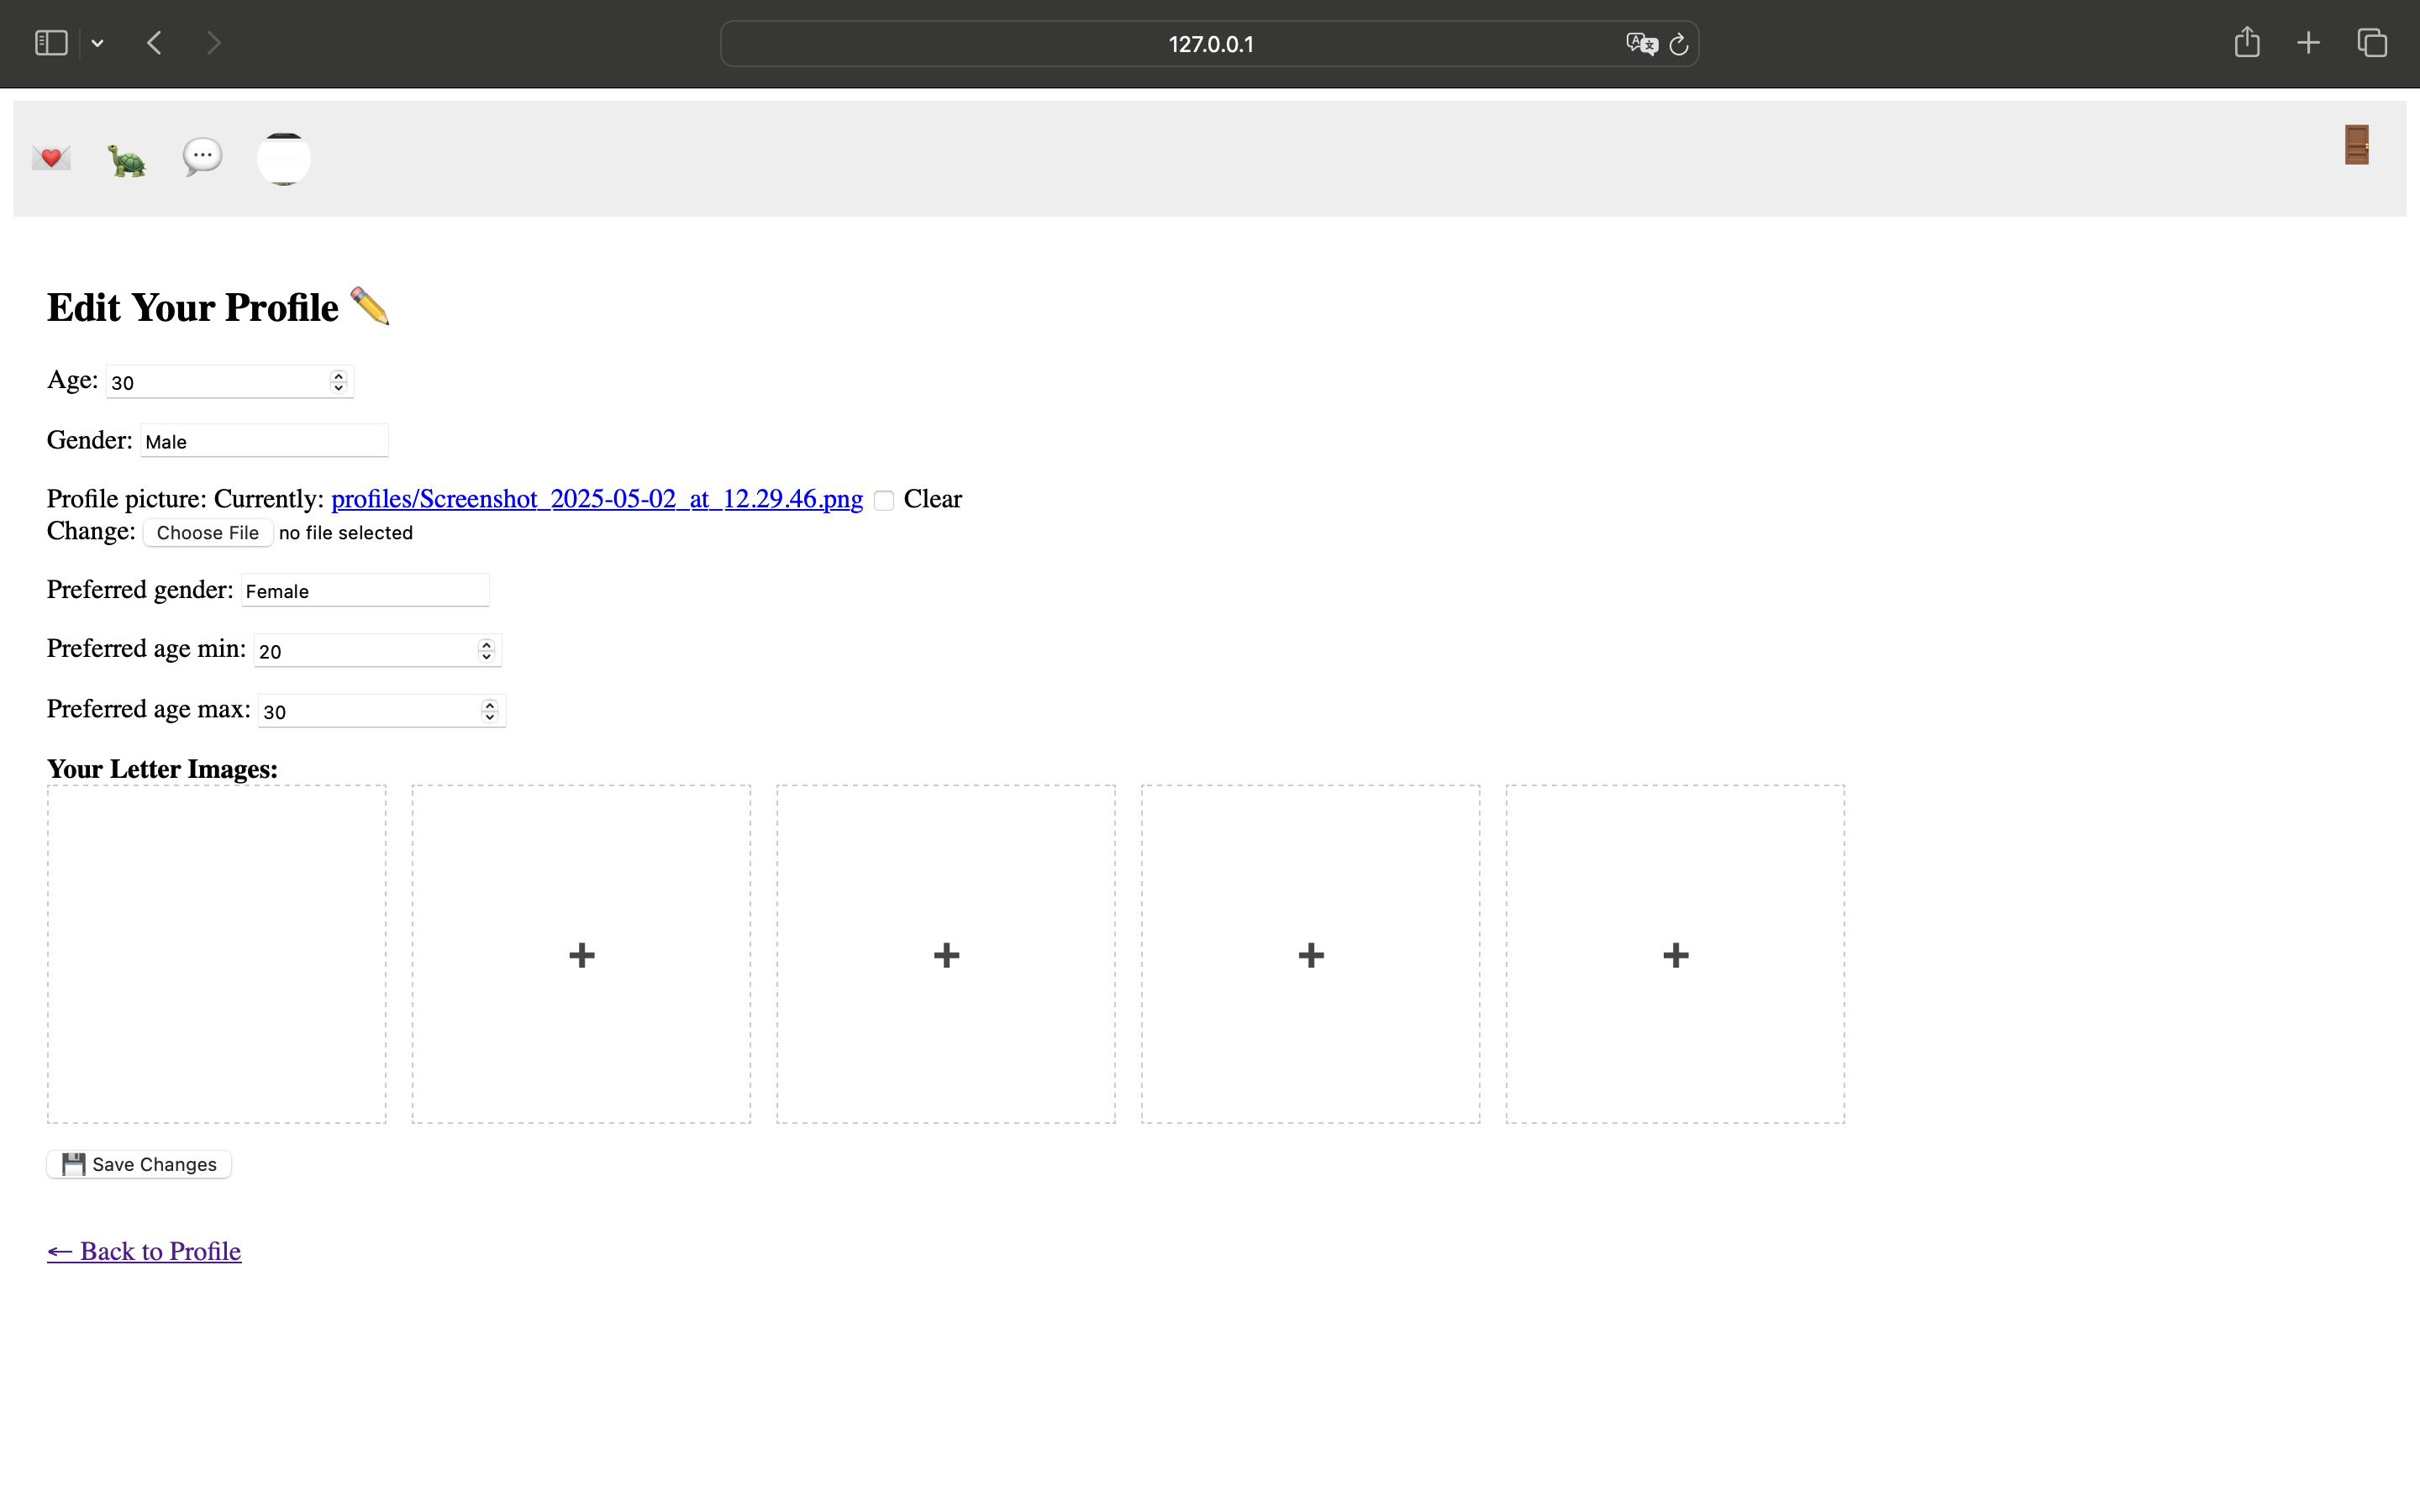 127.0.0.1
Edit Your Profile
Age: 30
Gender: Male
Profile picture: Currently: profiles/Screenshot_2025-05-02_at_12.29.46.png Clear
Change: Choose File no file selected
Preferred gender: Female
Preferred age min: 20
Preferred age max: 30
Your Letter Images:
+ + + +
Save Changes
← Back to Profile